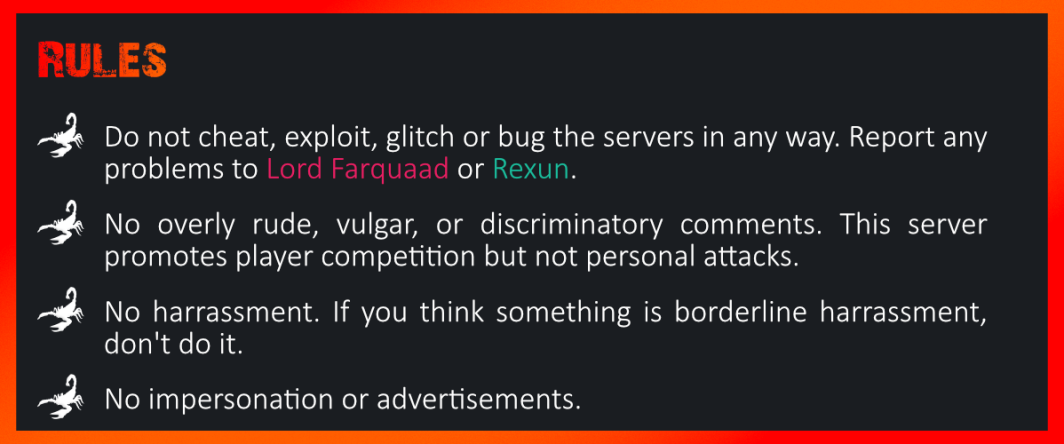 RULES
Do not cheat, exploit, glitch or bug the servers in any way. Report any
problems to Lord Farquaad or Rexun.
No overly rude, vulgar, or discriminatory comments. This server
promotes player competition but not personal attacks.
No harrassment. If you think something is borderline harrassment,
don't do it.
No impersonation or advertisements.